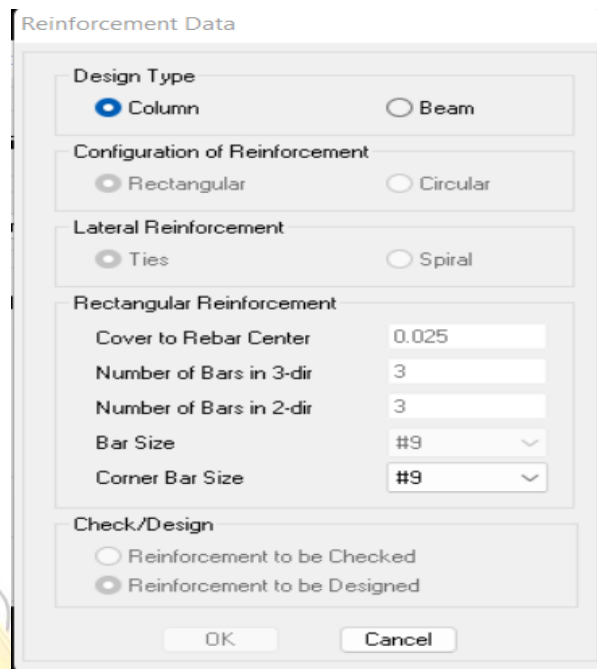 Reinforcement Data
Design Type
Column Beam
Configuration of Reinforcement
Rectangular Circular
Lateral Reinforcement
Ties Spiral
Rectangular Reinforcement
Cover to Rebar Center 0.025
Number of Bars in 3-dir 3
Number of Bars in 2-dir 3
Bar Size #9
Corner Bar Size #9
Check/Design
Reinforcement to be Checked
Reinforcement to be Designed
OK Cancel